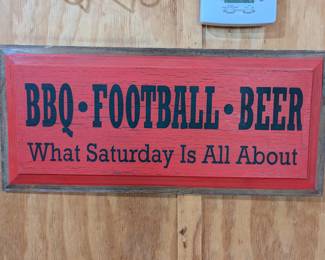 BBQ • FOOTBALL • BEER
What Saturday Is All About